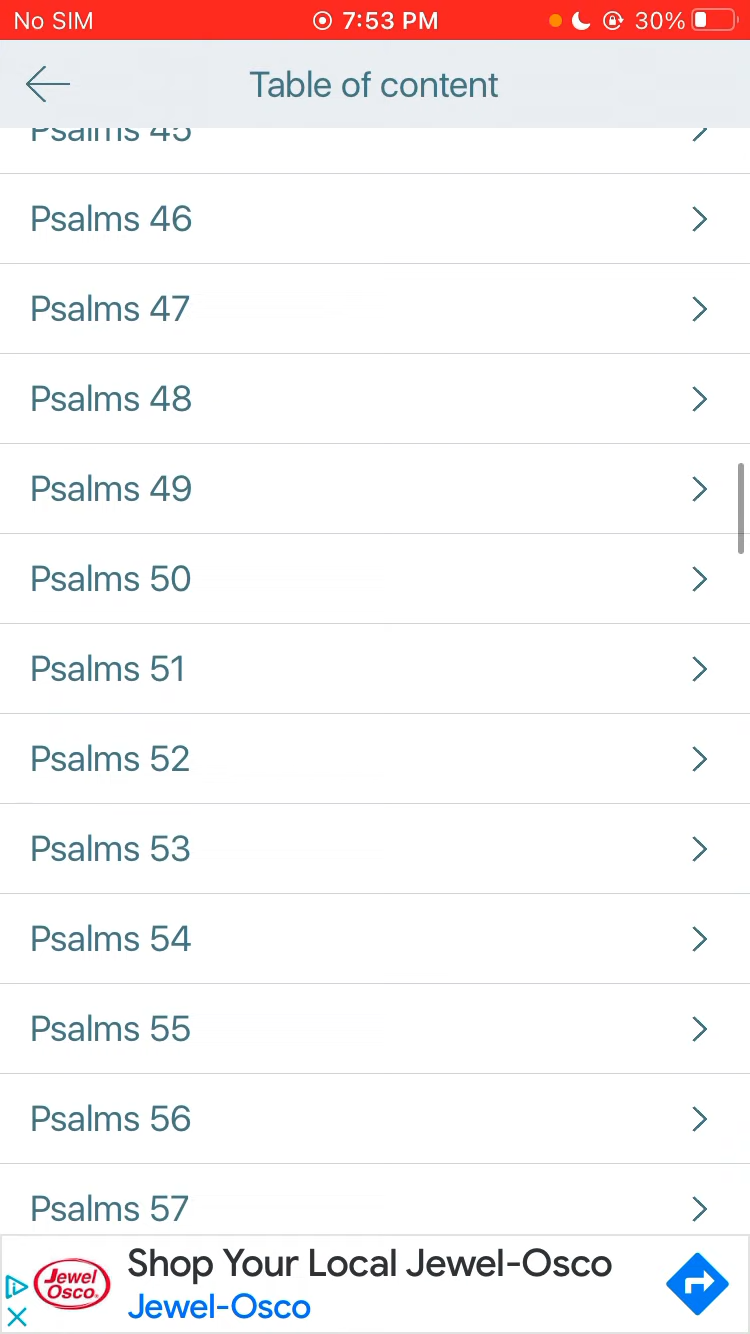 No SIM 7:53 PM 30%
Table of content
Psalms 45
Psalms 46
Psalms 47
Psalms 48
Psalms 49
Psalms 50
Psalms 51
Psalms 52
Psalms 53
Psalms 54
Psalms 55
Psalms 56
Psalms 57
Jewel
Osco
Shop Your Local Jewel-Osco
Jewel-Osco